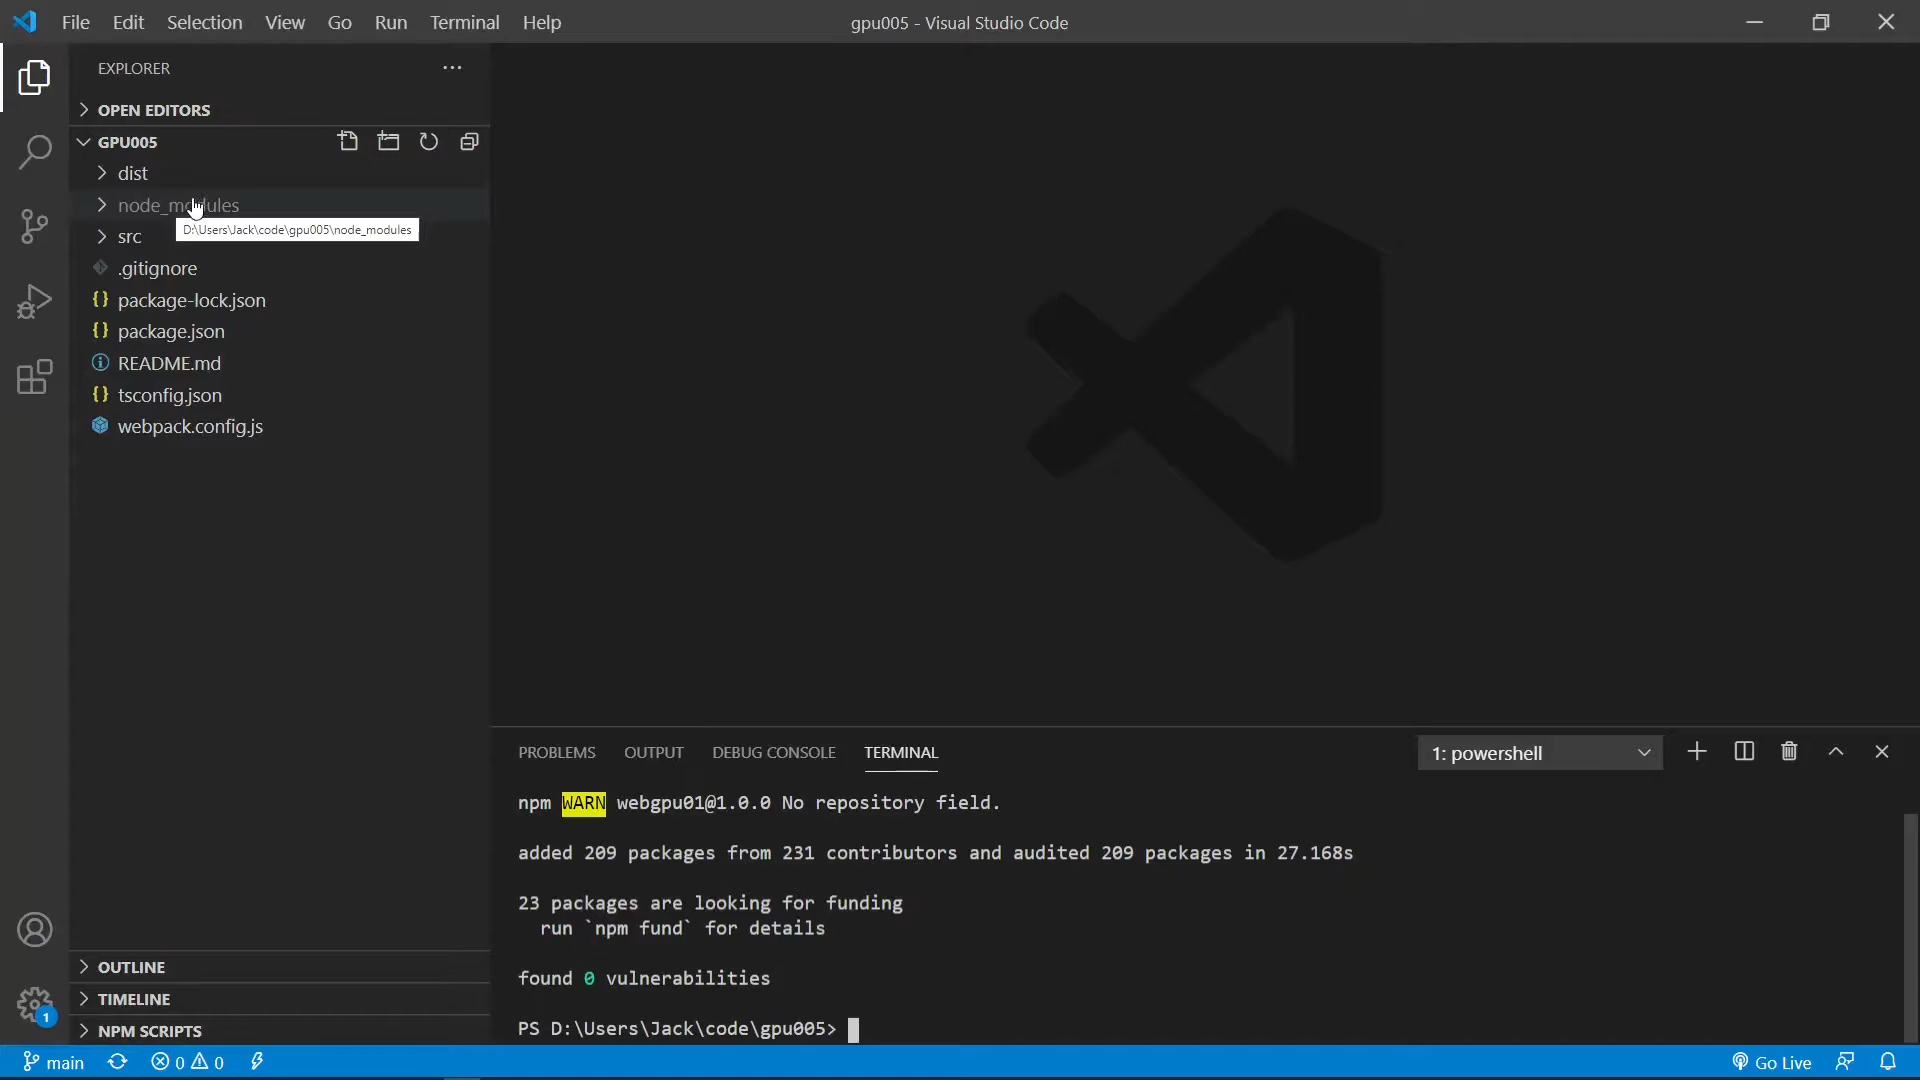 File Edit Selection View Go Run Terminal Help
gpu005 - Visual Studio Code
EXPLORER
OPEN EDITORS
GPU005
dist
node_modules
D:\Users\Jack\code\gpu005\node_modules
src
.gitignore
package-lock.json
package.json
README.md
tsconfig.json
webpack.config.js
PROBLEMS OUTPUT DEBUG CONSOLE TERMINAL
1: powershell
npm WARN webgpu01@1.0.0 No repository field.
added 209 packages from 231 contributors and audited 209 packages in 27.168s
23 packages are looking for funding
run `npm fund` for details
found 0 vulnerabilities
PS D:\Users\Jack\code\gpu005>
OUTLINE
TIMELINE
1
NPM SCRIPTS
main 0 0 Go Live